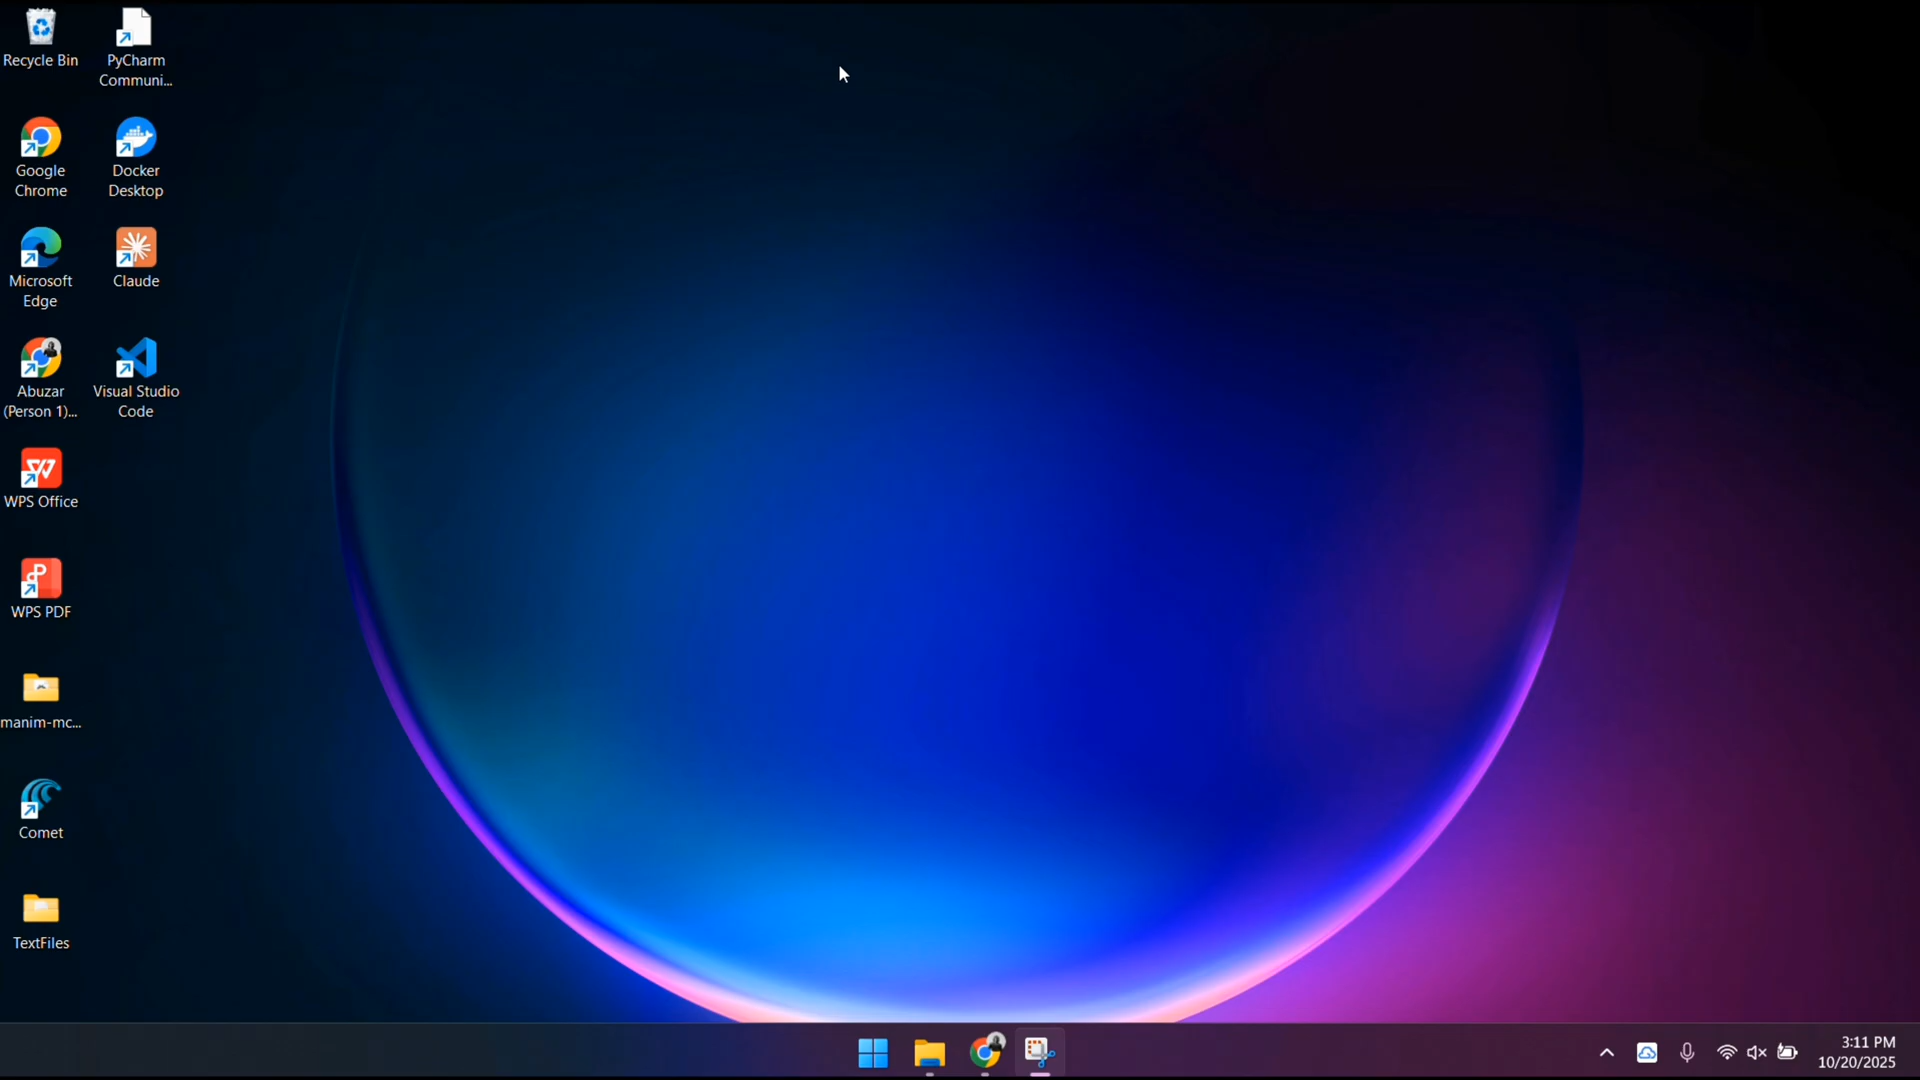 Recycle Bin
PyCharm
Communi...
Google
Chrome
Docker
Desktop
Microsoft
Edge
Claude
Abuzar
(Person 1)...
Visual Studio
Code
WPS Office
WPS PDF
manim-mc...
Comet
TextFiles
3:11 PM
10/20/2025